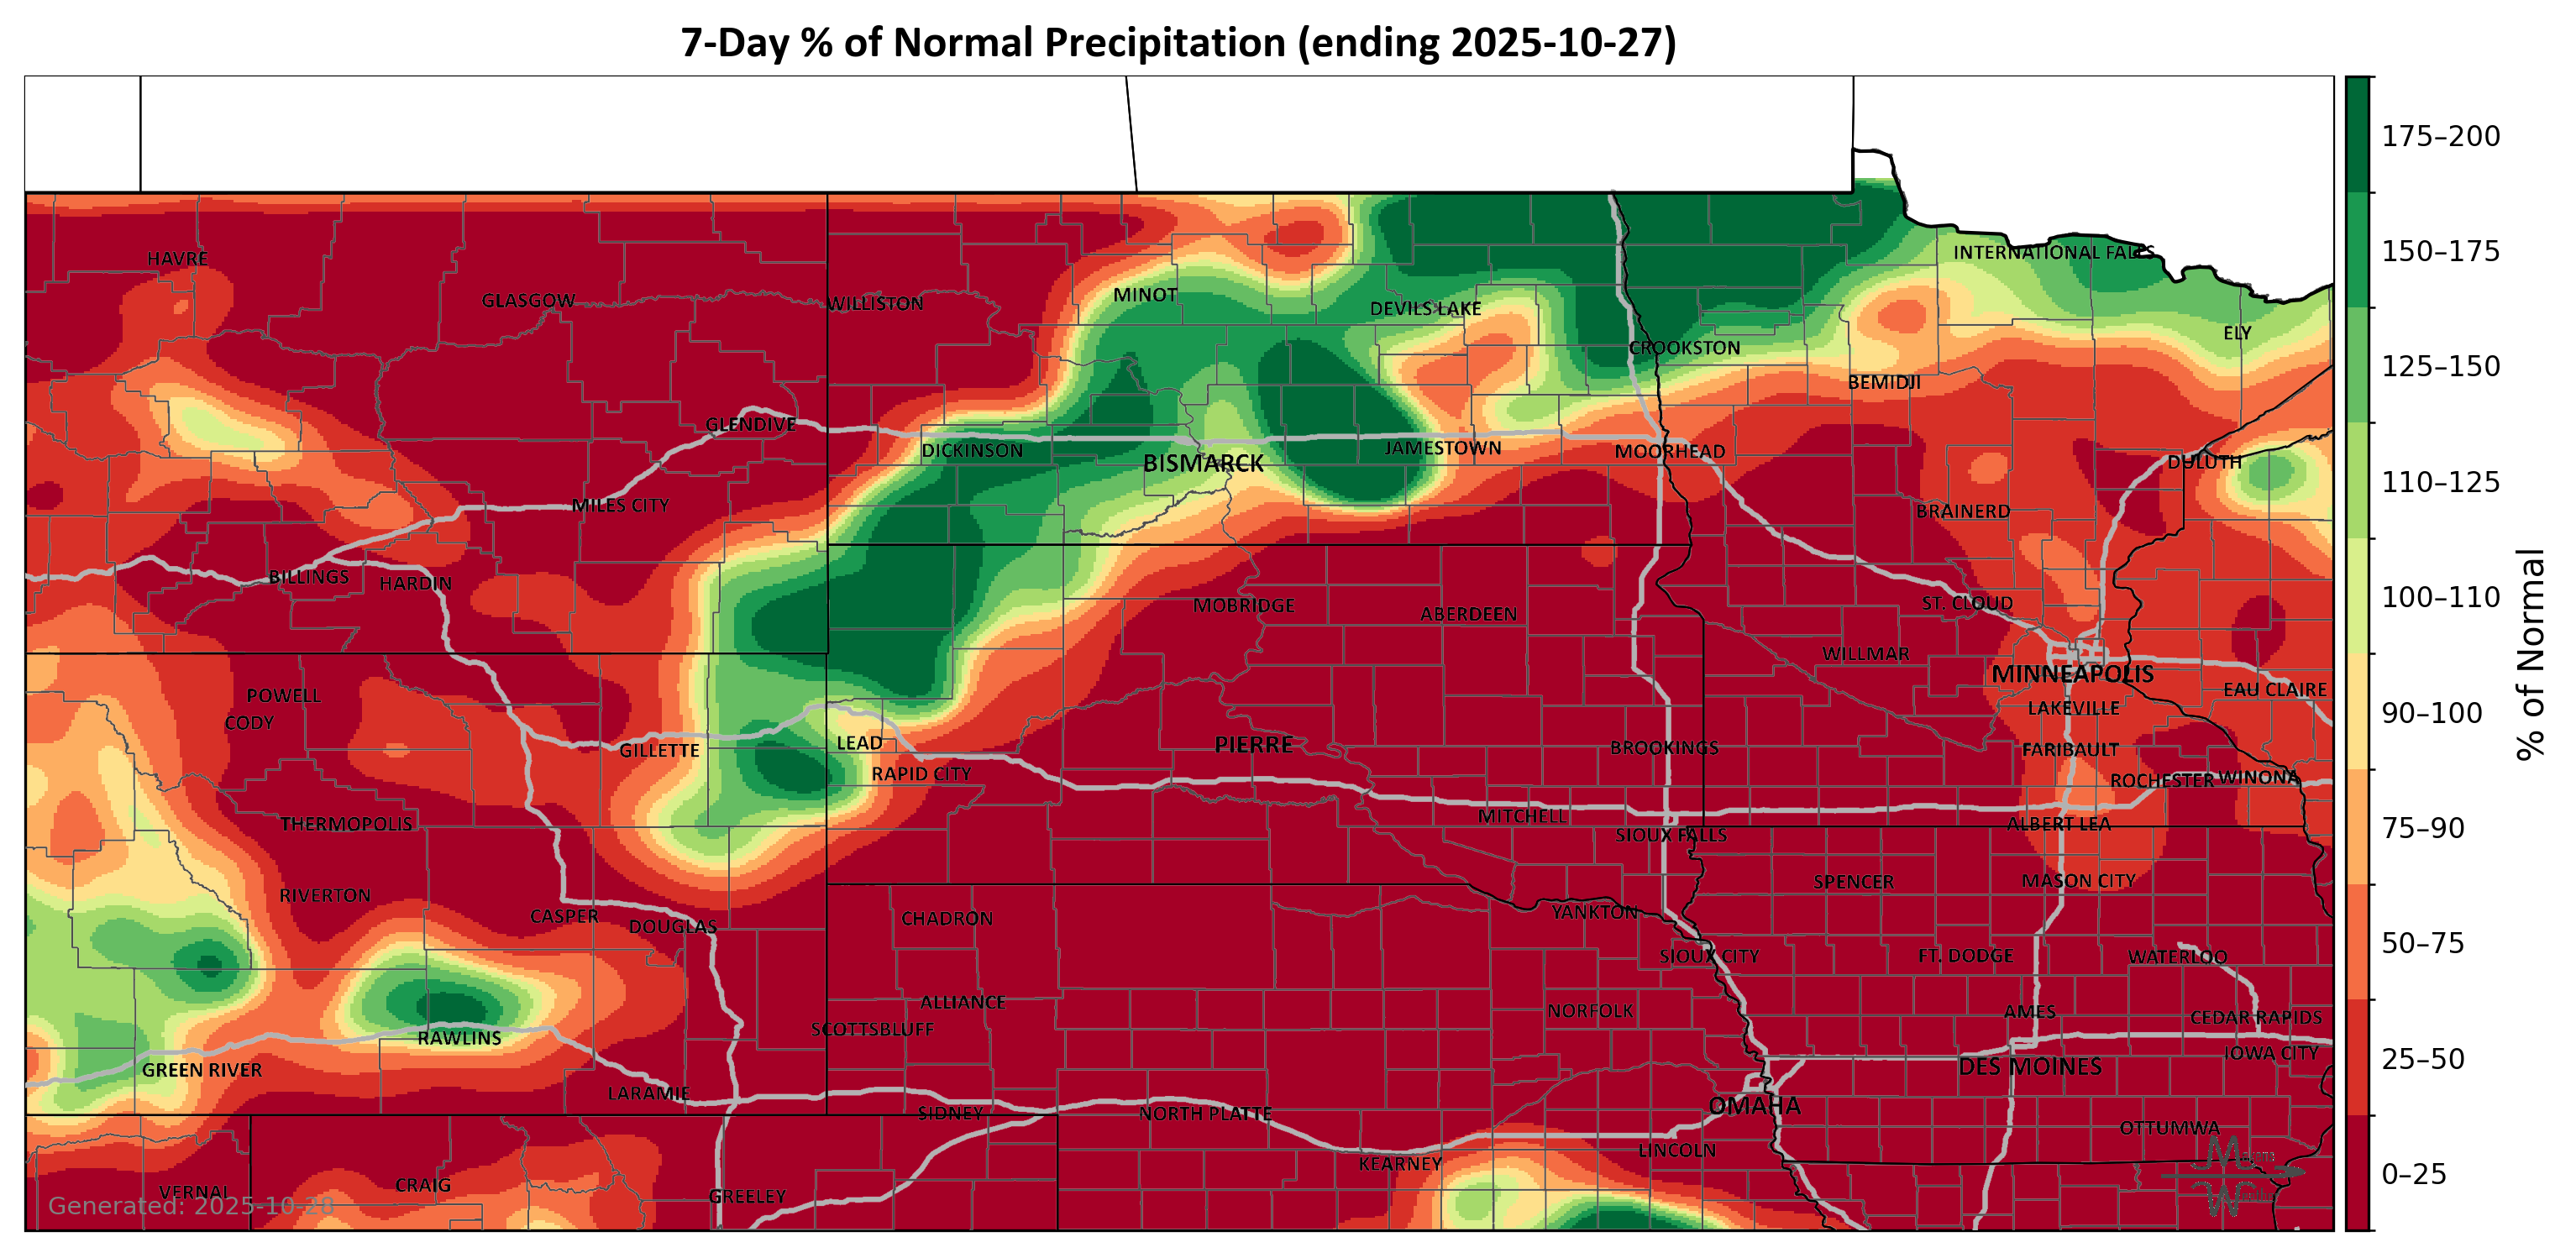 7-Day % of Normal Precipitation (ending 2025-10-27)
175–200
150–175
125–150
110–125
100–110
90–100
75–90
50–75
25–50
0–25
% of Normal
HAVRE
INTERNATIONAL FALLS
GLASGOW
WILLISTON
MINOT
DEVILS LAKE
ELY
CROOKSTON
BEMIDJI
GLENDIVE
DICKINSON
BISMARCK
JAMESTOWN
MOORHEAD
DULUTH
MILES CITY
BRAINERD
BILLINGS
HARDIN
MOBRIDGE
ABERDEEN
ST. CLOUD
WILLMAR
MINNEAPOLIS
EAU CLAIRE
POWELL
CODY
LAKEVILLE
GILLETTE
LEAD
RAPID CITY
PIERRE
BROOKINGS
FARIBAULT
ROCHESTER
WINONA
THERMOPOLIS
MITCHELL
SIOUX FALLS
ALBERT LEA
RIVERTON
SPENCER
MASON CITY
CASPER
DOUGLAS
CHADRON
YANKTON
SIOUX CITY
FT. DODGE
WATERLOO
ALLIANCE
NORFOLK
AMES
CEDAR RAPIDS
SCOTTSBLUFF
RAWLINS
GREEN RIVER
IOWA CITY
DES MOINES
LARAMIE
SIDNEY
NORTH PLATTE
OMAHA
OTTUMWA
KEARNEY
LINCOLN
VERNAL
CRAIG
GREELEY
Generated: 2025-10-28